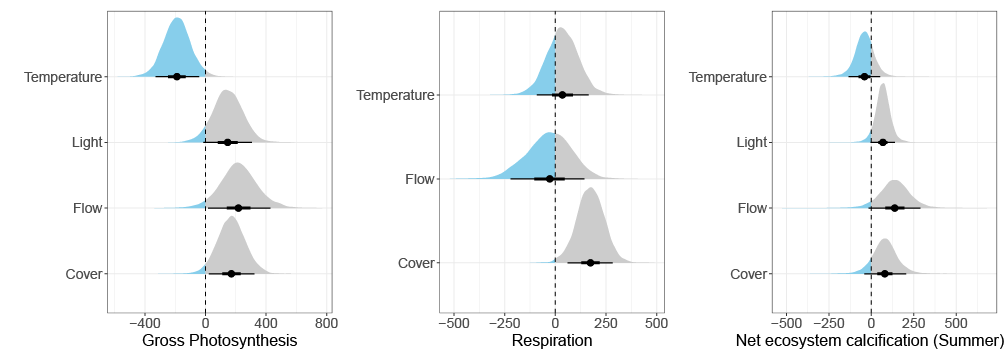 Temperature
Light
Flow
Cover
−400 0 400 800
Gross Photosynthesis
Temperature
Flow
Cover
−500 −250 0 250 500
Respiration
Temperature
Light
Flow
Cover
−500 −250 0 250 500
Net ecosystem calcification (Summer)